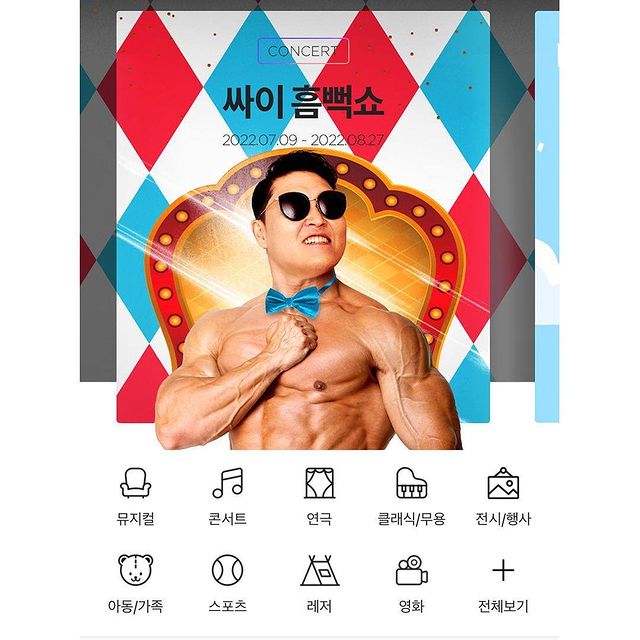 CONCERT
싸이 흠뻑쇼
2022.07.09 ~ 2022.08.27
뮤지컬
콘서트
연극
클래식/무용
전시/행사
아동/가족
스포츠
레저
영화
전체보기